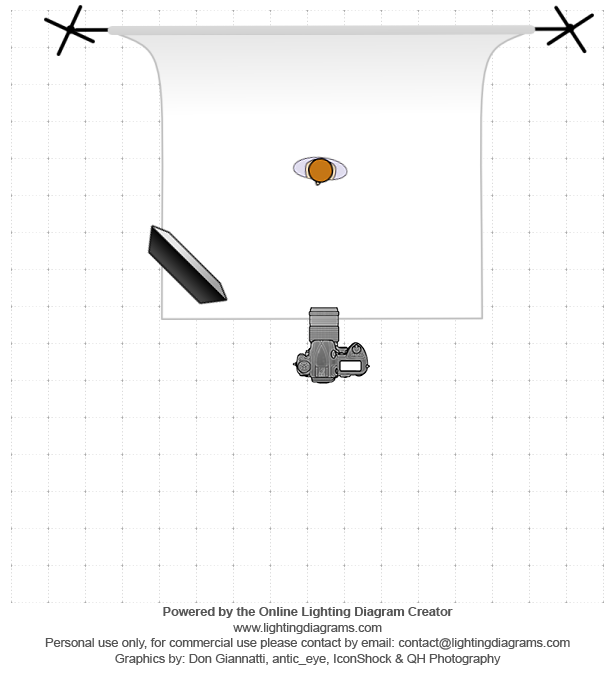 Powered by the Online Lighting Diagram Creator
www.lightingdiagrams.com
Personal use only, for commercial use please contact by email: contact@lightingdiagrams.com
Graphics by: Don Giannatti, antic_eye, IconShock & QH Photography